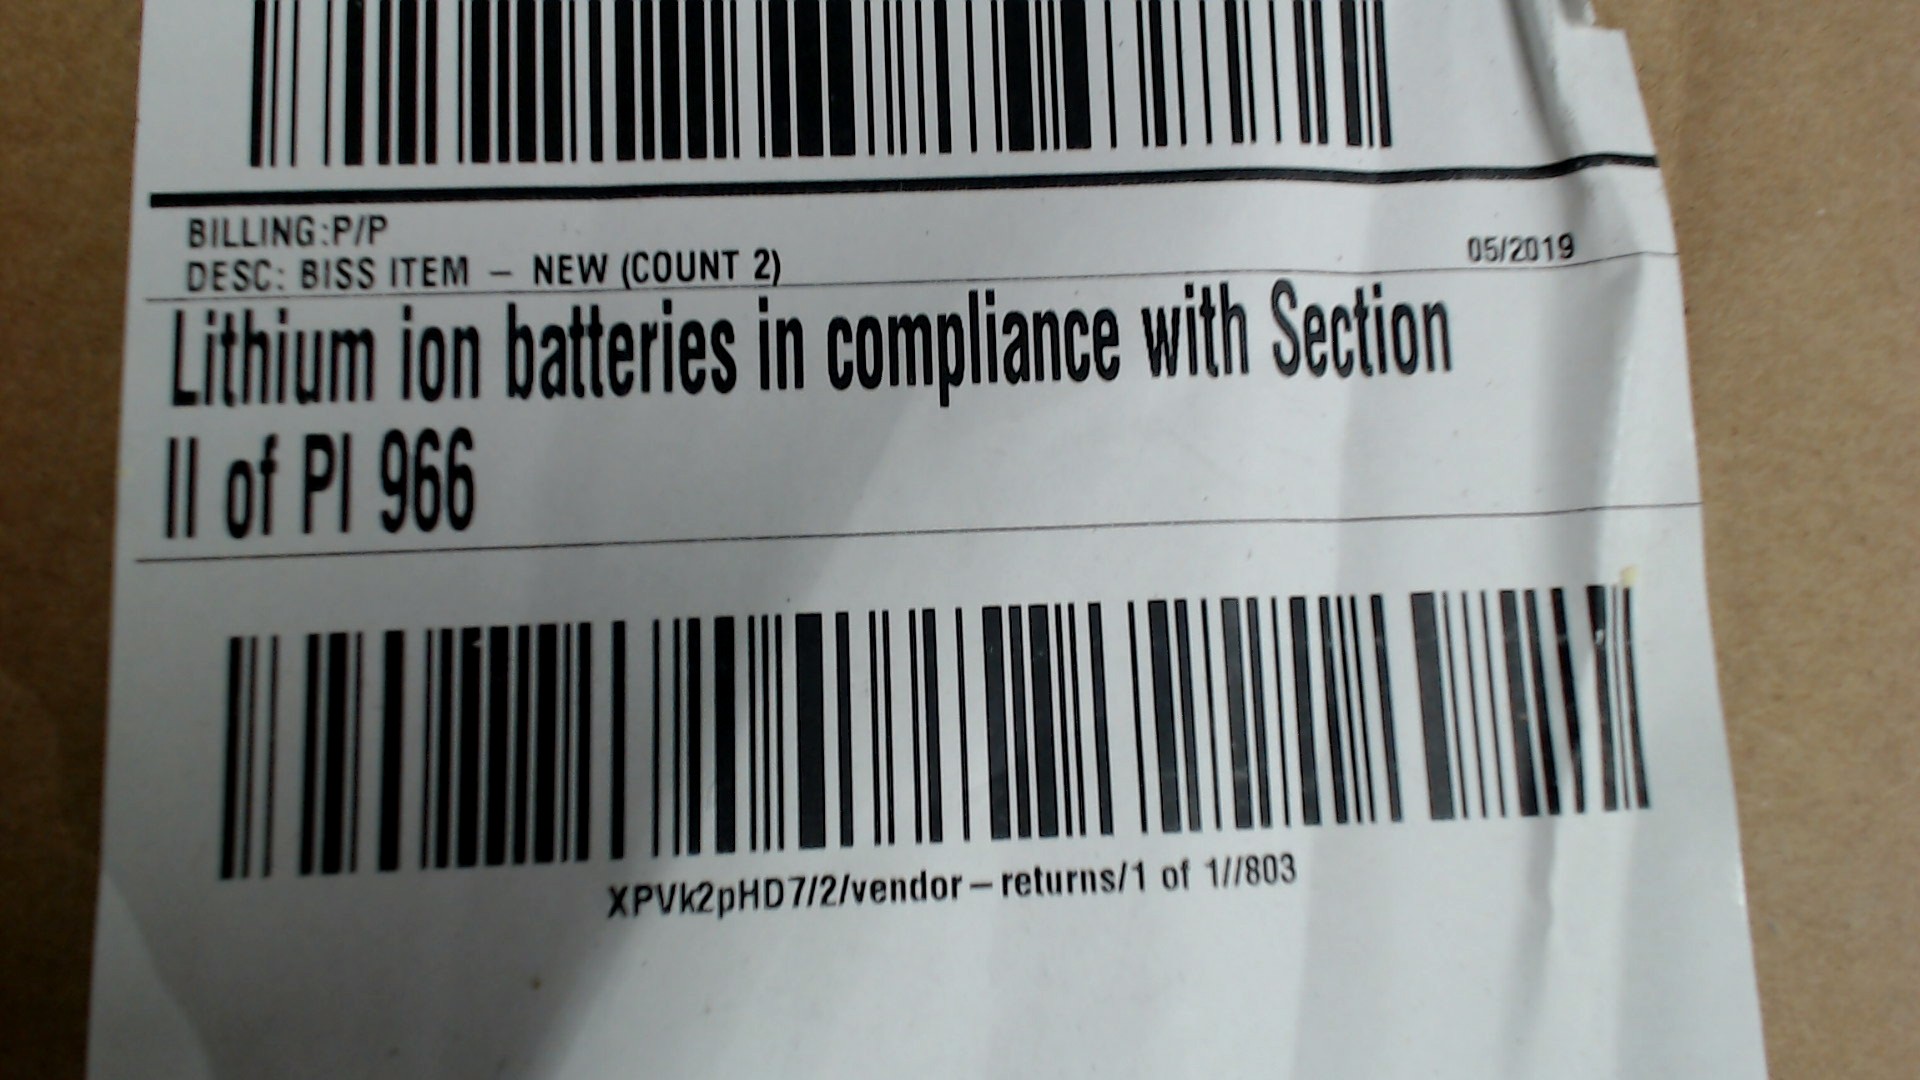 BILLING:P/P
DESC: BISS ITEM – NEW (COUNT 2) 05/2019
Lithium ion batteries in compliance with Section
II of PI 966
XPVk2pHD7/2/vendor–returns/1 of 1//803